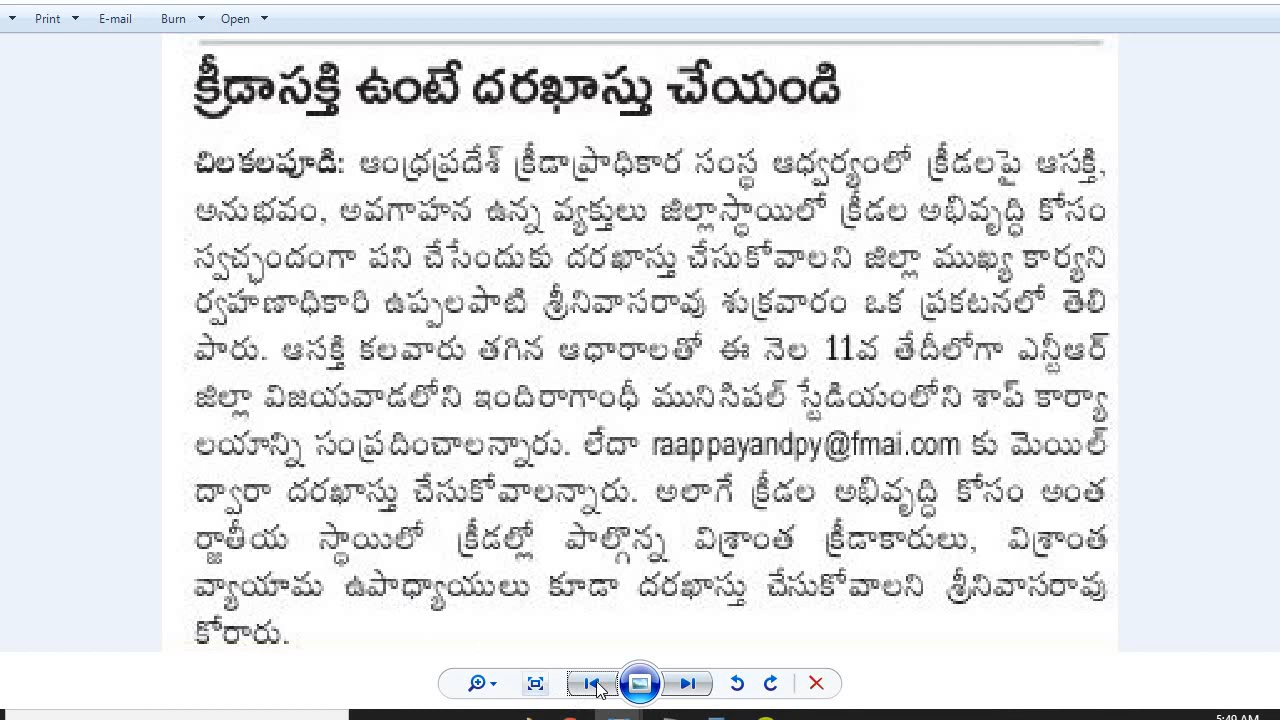 Print E-mail Burn Open
క్రీడాసక్తి ఉంటే దరఖాస్తు చేయండి
చిలకలపూడి: ఆంధ్రప్రదేశ్ క్రీడాప్రాధికార సంస్థ ఆధ్వర్యంలో క్రీడలపై ఆసక్తి,
అనుభవం, అవగాహన ఉన్న వ్యక్తులు జిల్లాస్థాయిలో క్రీడల అభివృద్ధి కోసం
స్వచ్ఛందంగా పని చేసేందుకు దరఖాస్తు చేసుకోవాలని జిల్లా ముఖ్య కార్యని
ర్వహణాధికారి ఉప్పలపాటి శ్రీనివాసరావు శుక్రవారం ఒక ప్రకటనలో తెలి
పారు. ఆసక్తి కలవారు తగిన ఆధారాలతో ఈ నెల 11వ తేదీలోగా ఎన్టీఆర్
జిల్లా విజయవాడలోని ఇందిరాగాంధీ మునిసిపల్ స్టేడియంలోని శాప్ కార్యా
లయాన్ని సంప్రదించాలన్నారు. లేదా raappayandpy@fmai.com కు మెయిల్
ద్వారా దరఖాస్తు చేసుకోవాలన్నారు. అలాగే క్రీడల అభివృద్ధి కోసం అంత
ర్జాతీయ స్థాయిలో క్రీడల్లో పాల్గొన్న విశ్రాంత క్రీడాకారులు, విశ్రాంత
వ్యాయామ ఉపాధ్యాయులు కూడా దరఖాస్తు చేసుకోవాలని శ్రీనివాసరావు
కోరారు.
5:49 AM